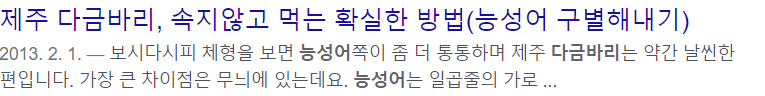 제주 다금바리, 속지않고 먹는 확실한 방법(능성어 구별해내기)
2013. 2. 1. — 보시다시피 체형을 보면 능성어쪽이 좀 더 통통하며 제주 다금바리는 약간 날씬한
편입니다. 가장 큰 차이점은 무늬에 있는데요. 능성어는 일곱줄의 가로 ...